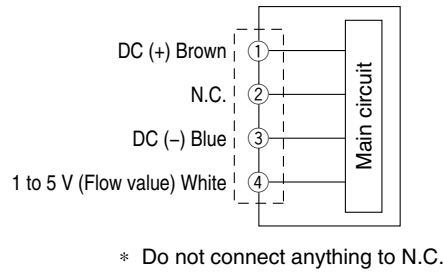 DC (+) Brown ①
N.C. ②
DC (−) Blue ③
1 to 5 V (Flow value) White ④
Main circuit
* Do not connect anything to N.C.